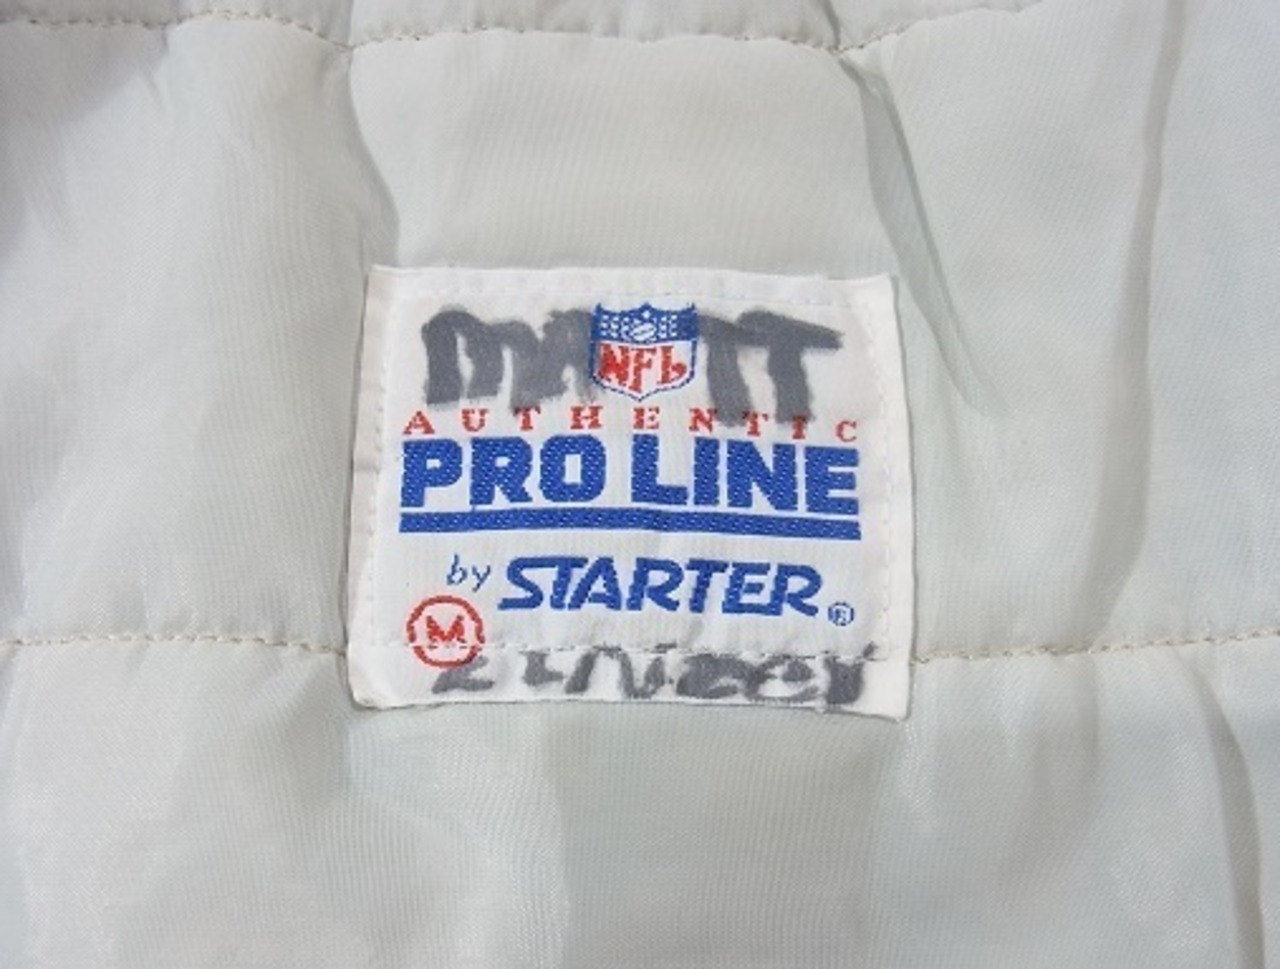 MATT
NFL
AUTHENTIC
PRO LINE
by STARTER®
M